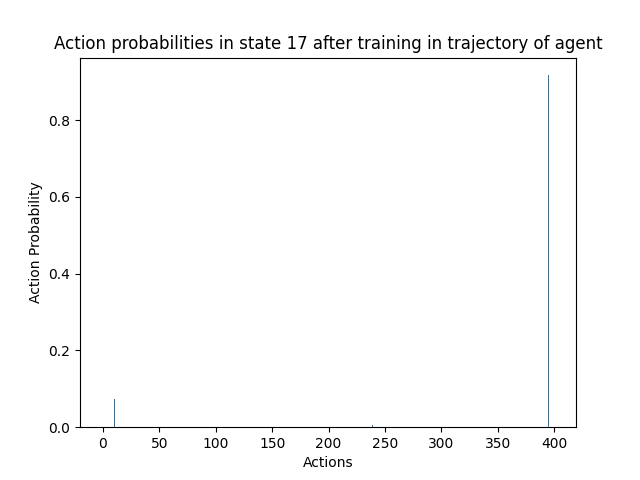 Action probabilities in state 17 after training in trajectory of agent
0.8
0.6
0.4
0.2
0.0
Action Probability
0 50 100 150 200 250 300 350 400
Actions